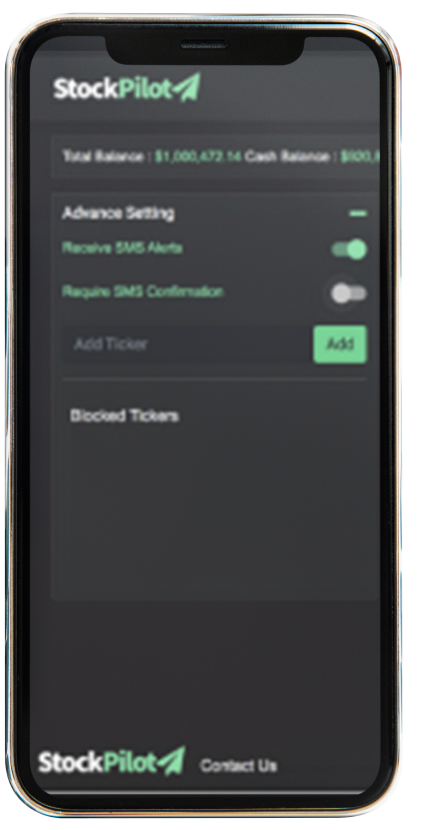 StockPilot
Total Balance : $1,000,472.14 Cash Balance : $920,
Advance Setting
Receive SMS Alerts
Require SMS Confirmation
Add Ticker
Add
Blocked Tickers
StockPilot
Contact Us